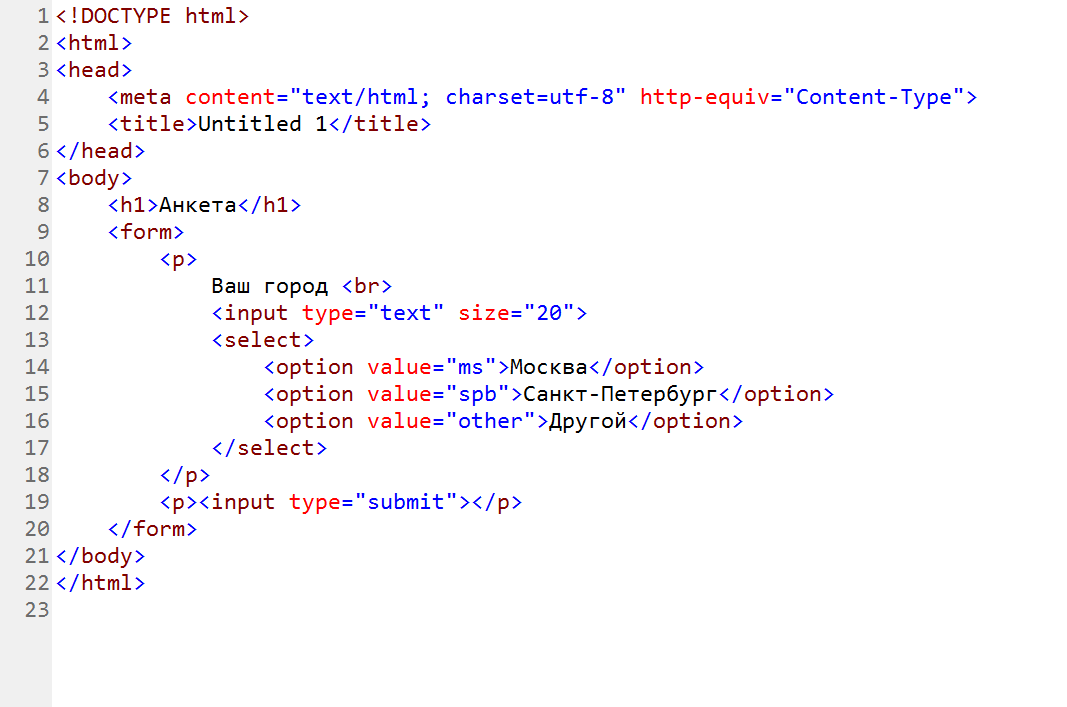 1 <!DOCTYPE html>
2 <html>
3 <head>
4     <meta content="text/html; charset=utf-8" http-equiv="Content-Type">
5     <title>Untitled 1</title>
6 </head>
7 <body>
8     <h1>Анкета</h1>
9     <form>
10         <p>
11             Ваш город <br>
12             <input type="text" size="20">
13             <select>
14                 <option value="ms">Москва</option>
15                 <option value="spb">Санкт-Петербург</option>
16                 <option value="other">Другой</option>
17             </select>
18         </p>
19         <p><input type="submit"></p>
20     </form>
21 </body>
22 </html>
23